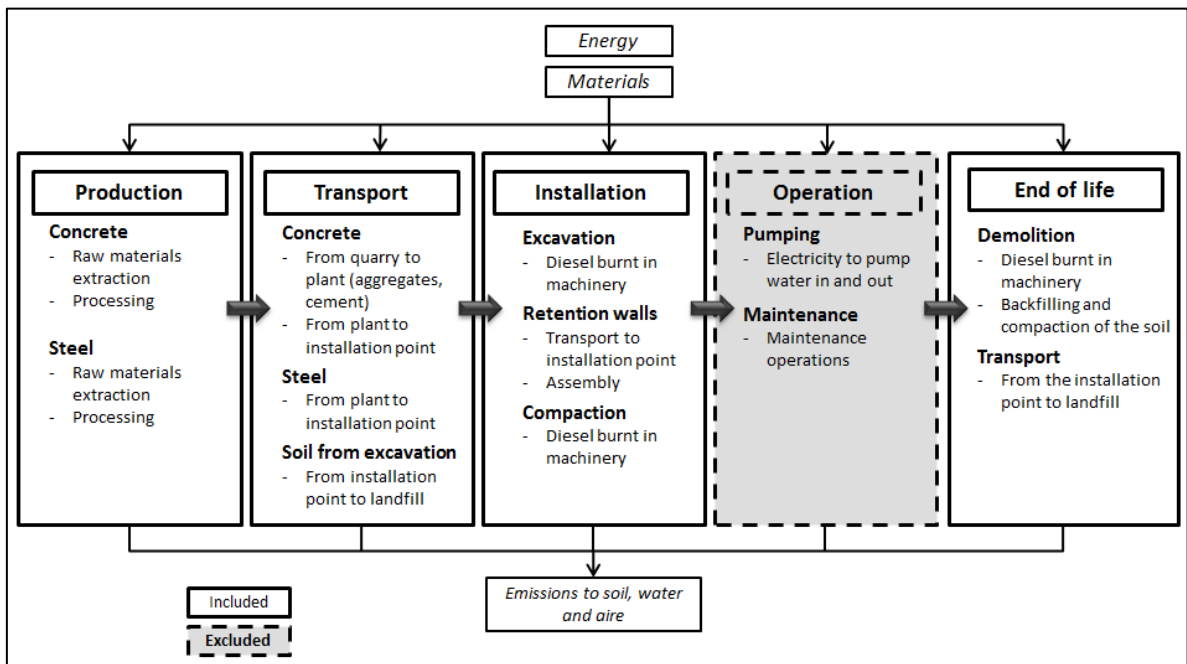 Energy
Materials
Production
Concrete
- Raw materials
extraction
- Processing
Steel
- Raw materials
extraction
- Processing
Transport
Concrete
- From quarry to
plant (aggregates,
cement)
- From plant to
installation point
Steel
- From plant to
installation point
Soil from excavation
- From installation
point to landfill
Installation
Excavation
- Diesel burnt in
machinery
Retention walls
- Transport to
installation point
- Assembly
Compaction
- Diesel burnt in
machinery
Operation
Pumping
- Electricity to pump
water in and out
Maintenance
- Maintenance
operations
End of life
Demolition
- Diesel burnt in
machinery
- Backfilling and
compaction of the soil
Transport
- From the installation
point to landfill
Emissions to soil, water
and aire
Included
Excluded